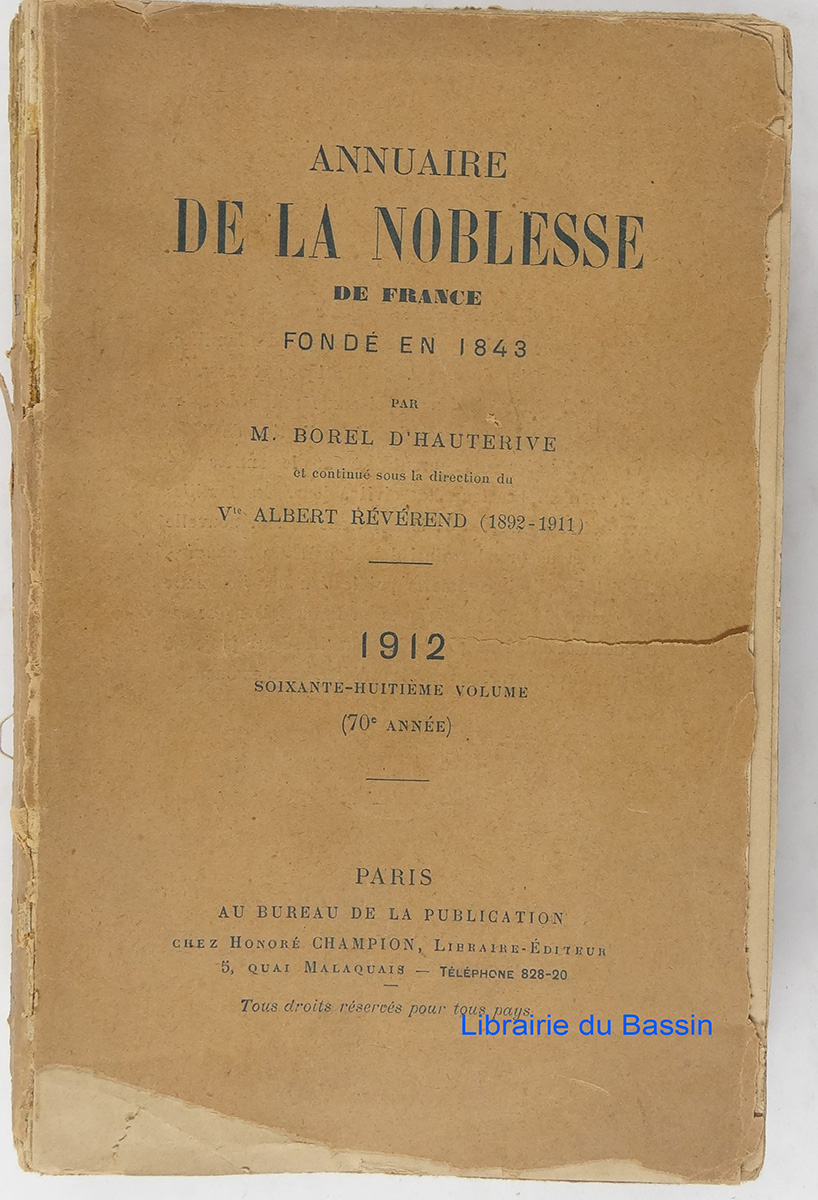 ANNUAIRE
DE LA NOBLESSE
DE FRANCE
FONDÉ EN 1843
PAR
M. BOREL D'HAUTERIVE
et continué sous la direction du
Vte ALBERT RÉVÉREND (1892-1911)
1912
SOIXANTE-HUITIÈME VOLUME
(70e ANNÉE)
PARIS
AU BUREAU DE LA PUBLICATION
CHEZ HONORÉ CHAMPION, LIBRAIRE-ÉDITEUR
5, QUAI MALAQUAIS — TÉLÉPHONE 828-20
Tous droits réservés pour tous pays.
Librairie du Bassin